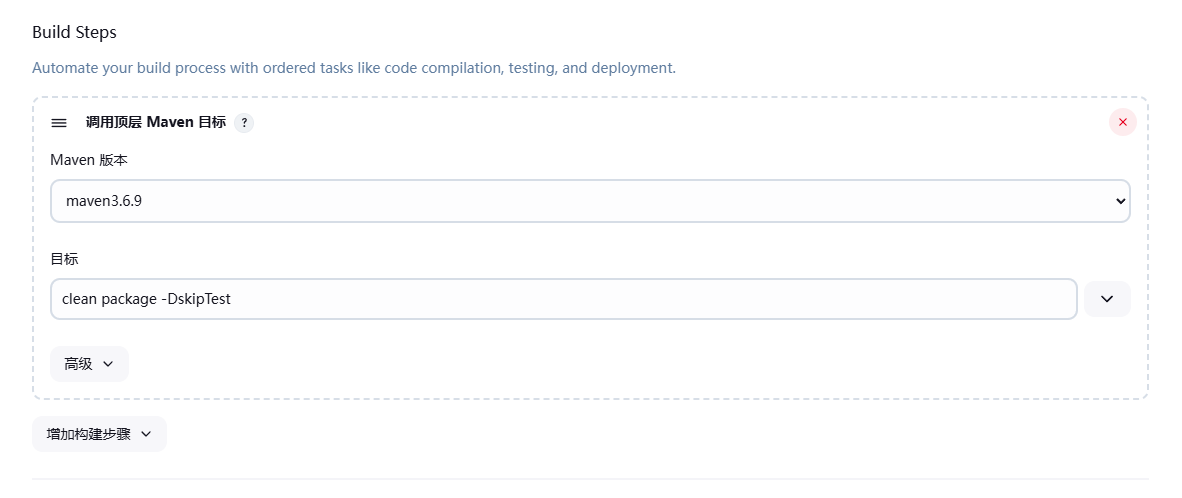 Build Steps
Automate your build process with ordered tasks like code compilation, testing, and deployment.
调用顶层 Maven 目标 ?
Maven 版本
maven3.6.9
目标
clean package -DskipTest
高级
增加构建步骤